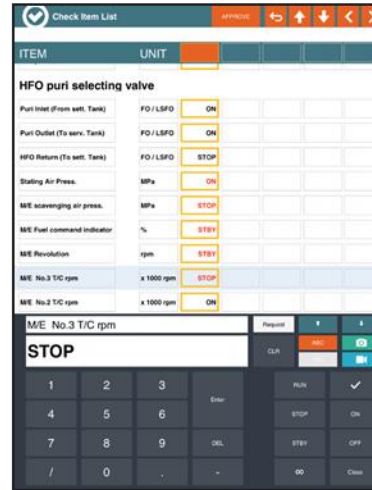 Check Item List
APPROVE
ITEM UNIT
HFO puri selecting valve
Puri Inlet (From sett. Tank) FO / LSFO ON
Puri Outlet (To serv. Tank) FO / LSFO ON
HFO Return (To sett. Tank) FO / LSFO STOP
Stating Air Press. MPa ON
M/E scavenging air press. MPa STOP
M/E Fuel command indicator % STBY
M/E Revolution rpm STBY
M/E No.3 T/C rpm x 1000 rpm STOP
M/E No.2 T/C rpm x 1000 rpm ON
M/E No.3 T/C rpm Request
STOP CLR ABC
1 2 3 Enter RUN
4 5 6 STOP ON
7 8 9 DEL STBY OFF
/ 0 . - ∞ Close